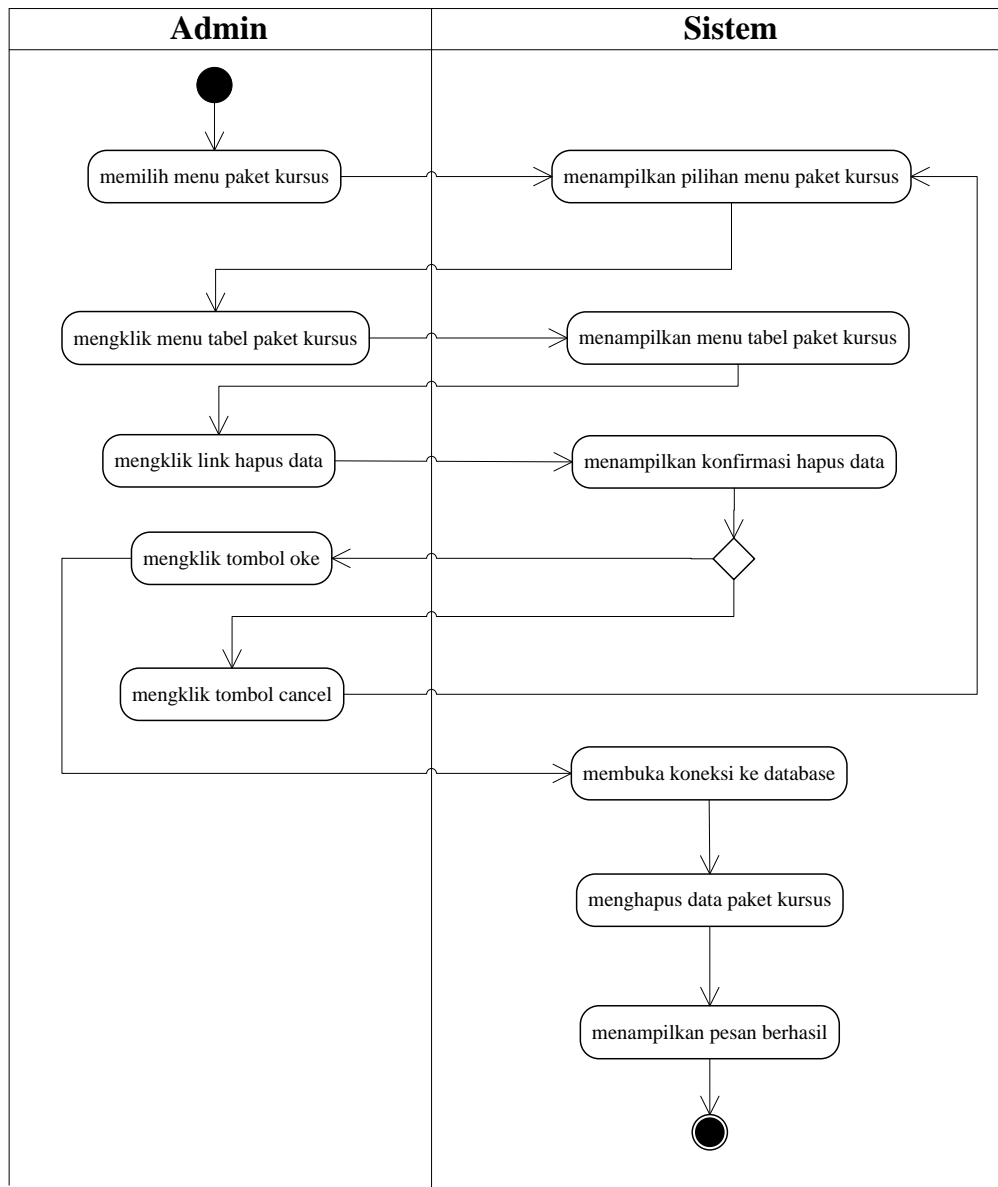 Admin
Sistem
memilih menu paket kursus
menampilkan pilihan menu paket kursus
mengklik menu tabel paket kursus
menampilkan menu tabel paket kursus
mengklik link hapus data
menampilkan konfirmasi hapus data
mengklik tombol oke
mengklik tombol cancel
membuka koneksi ke database
menghapus data paket kursus
menampilkan pesan berhasil